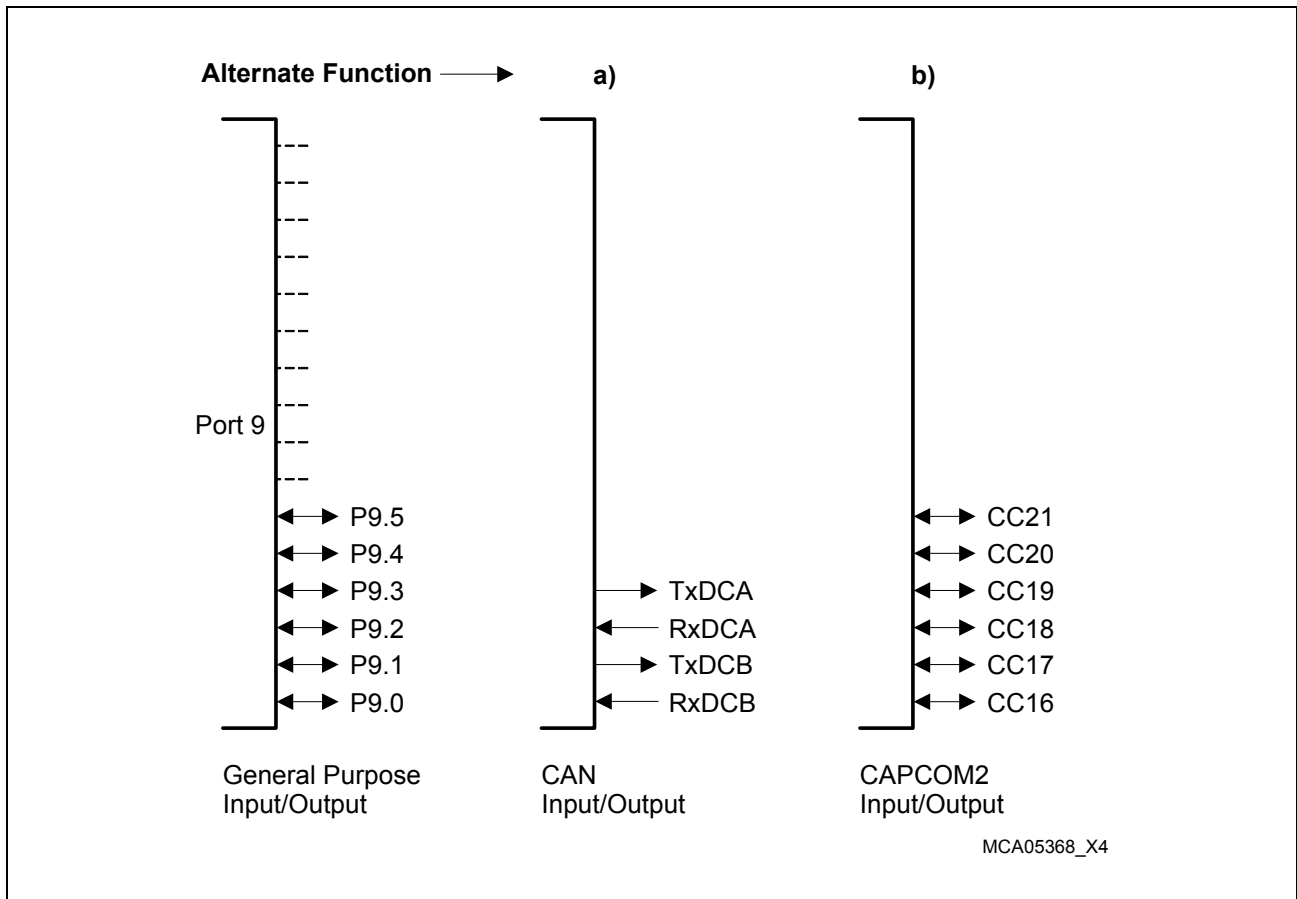 Alternate Function a) b)
Port 9
P9.5 CC21
P9.4 CC20
P9.3 TxDCA CC19
P9.2 RxDCA CC18
P9.1 TxDCB CC17
P9.0 RxDCB CC16
General Purpose CAN CAPCOM2
Input/Output Input/Output Input/Output
MCA05368_X4